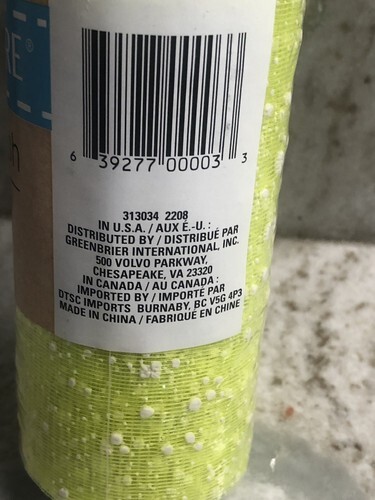 RE®
h
6 39277 00003 3
313034 2208
IN U.S.A. / AUX É.-U. :
DISTRIBUTED BY / DISTRIBUÉ PAR
GREENBRIER INTERNATIONAL, INC.
500 VOLVO PARKWAY,
CHESAPEAKE, VA 23320
IN CANADA / AU CANADA :
IMPORTED BY / IMPORTÉ PAR
DTSC IMPORTS BURNABY, BC V5G 4P3
MADE IN CHINA / FABRIQUE EN CHINE